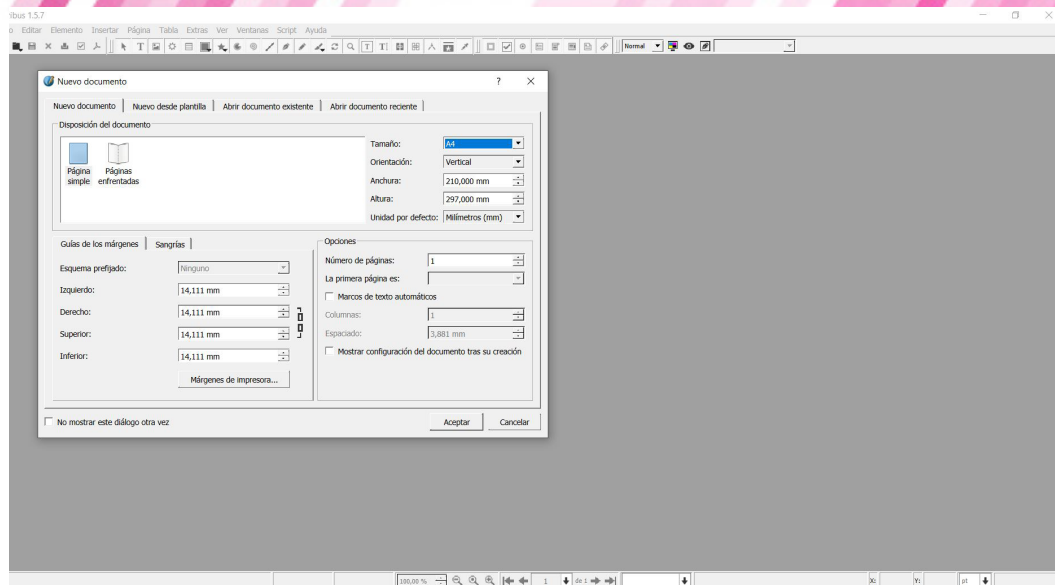 ibus 1.5.7
o Editar Elemento Insertar Página Tabla Extras Ver Ventanas Script Ayuda
Normal
Nuevo documento ? X
Nuevo documento Nuevo desde plantilla Abrir documento existente Abrir documento reciente
Disposición del documento
Página simple
Páginas enfrentadas
Tamaño: A4
Orientación: Vertical
Anchura: 210,000 mm
Altura: 297,000 mm
Unidad por defecto: Milímetros (mm)
Guías de los márgenes Sangrías
Esquema prefijado: Ninguno
Izquierdo: 14,111 mm
Derecho: 14,111 mm
Superior: 14,111 mm
Inferior: 14,111 mm
Márgenes de impresora...
Opciones
Número de páginas: 1
La primera página es:
Marcos de texto automáticos
Columnas: 1
Espaciado: 3,881 mm
Mostrar configuración del documento tras su creación
No mostrar este diálogo otra vez
Aceptar Cancelar
100,00 % 1 de 1 X: Y: pt